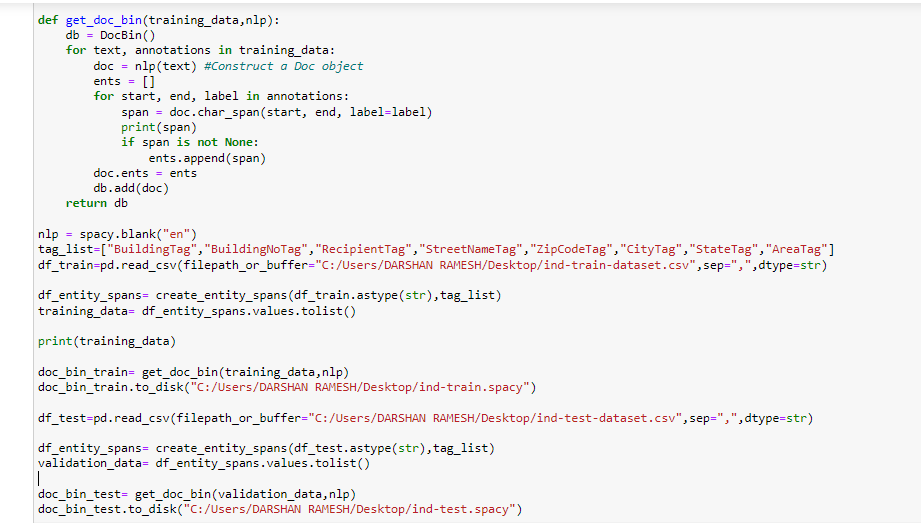 def get_doc_bin(training_data,nlp):
    db = DocBin()
    for text, annotations in training_data:
        doc = nlp(text) #Construct a Doc object
        ents = []
        for start, end, label in annotations:
            span = doc.char_span(start, end, label=label)
            print(span)
            if span is not None:
                ents.append(span)
        doc.ents = ents
        db.add(doc)
    return db

nlp = spacy.blank("en")
tag_list=["BuildingTag","BuildingNoTag","RecipientTag","StreetNameTag","ZipCodeTag","CityTag","StateTag","AreaTag"]
df_train=pd.read_csv(filepath_or_buffer="C:/Users/DARSHAN RAMESH/Desktop/ind-train-dataset.csv",sep=",",dtype=str)

df_entity_spans= create_entity_spans(df_train.astype(str),tag_list)
training_data= df_entity_spans.values.tolist()

print(training_data)

doc_bin_train= get_doc_bin(training_data,nlp)
doc_bin_train.to_disk("C:/Users/DARSHAN RAMESH/Desktop/ind-train.spacy")

df_test=pd.read_csv(filepath_or_buffer="C:/Users/DARSHAN RAMESH/Desktop/ind-test-dataset.csv",sep=",",dtype=str)

df_entity_spans= create_entity_spans(df_test.astype(str),tag_list)
validation_data= df_entity_spans.values.tolist()

doc_bin_test= get_doc_bin(validation_data,nlp)
doc_bin_test.to_disk("C:/Users/DARSHAN RAMESH/Desktop/ind-test.spacy")